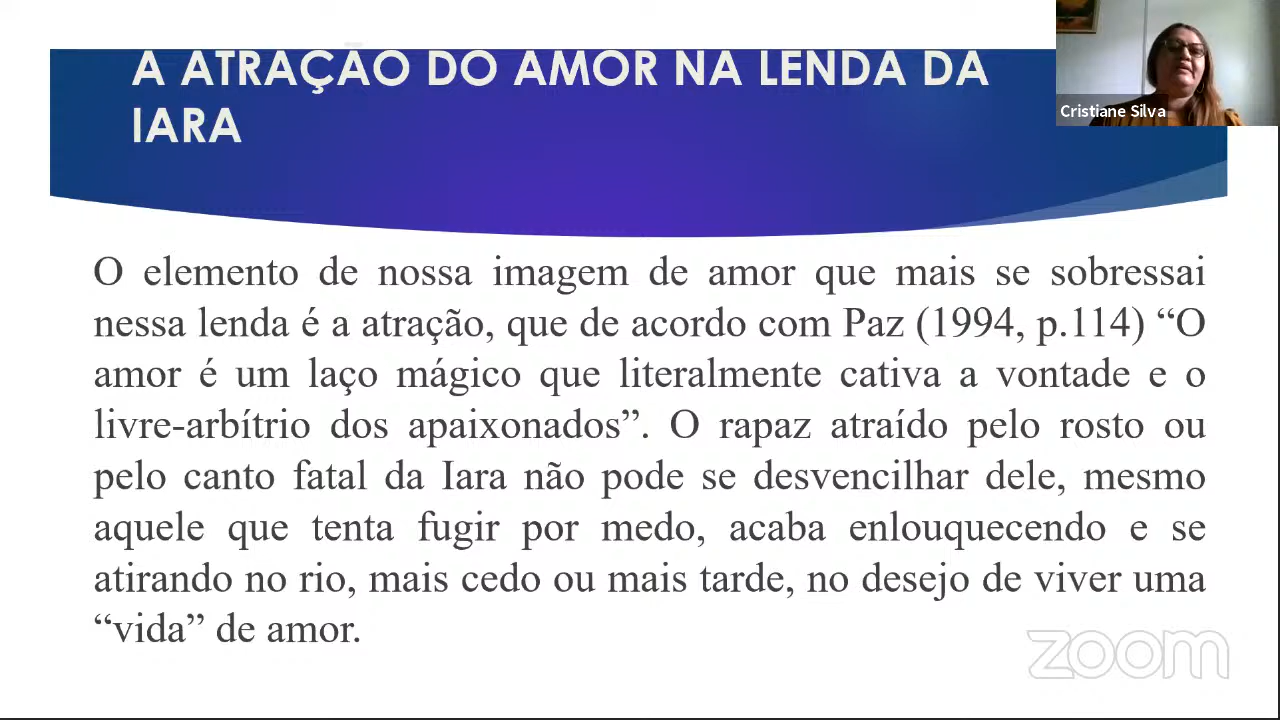 A ATRAÇÃO DO AMOR NA LENDA DA
IARA
Cristiane Silva
O elemento de nossa imagem de amor que mais se sobressai
nessa lenda é a atração, que de acordo com Paz (1994, p.114) “O
amor é um laço mágico que literalmente cativa a vontade e o
livre-arbítrio dos apaixonados”. O rapaz atraído pelo rosto ou
pelo canto fatal da Iara não pode se desvencilhar dele, mesmo
aquele que tenta fugir por medo, acaba enlouquecendo e se
atirando no rio, mais cedo ou mais tarde, no desejo de viver uma
“vida” de amor.
zoom